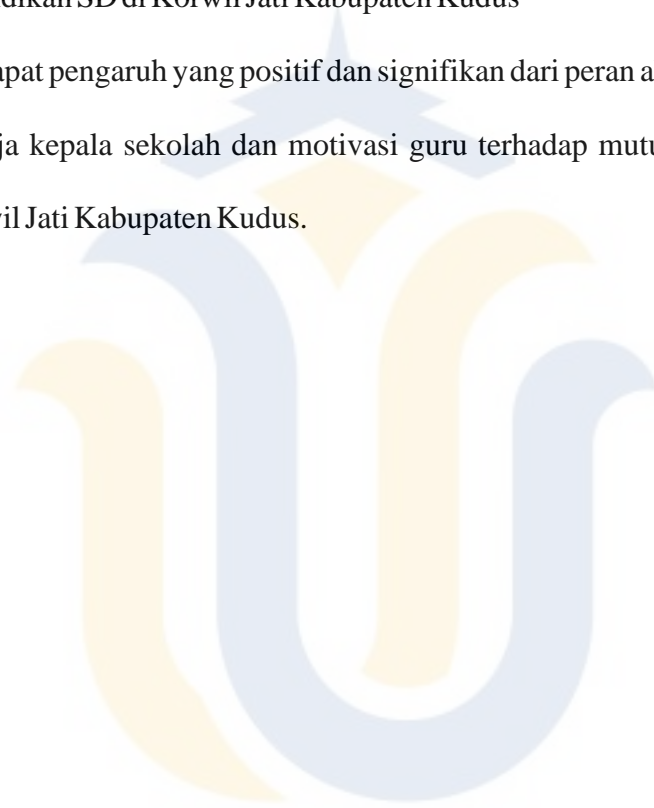 dikan SD di Korwil Jati Kabupaten Kudus
apat pengaruh yang positif dan signifikan dari peran a
ja kepala sekolah dan motivasi guru terhadap mutu
il Jati Kabupaten Kudus.